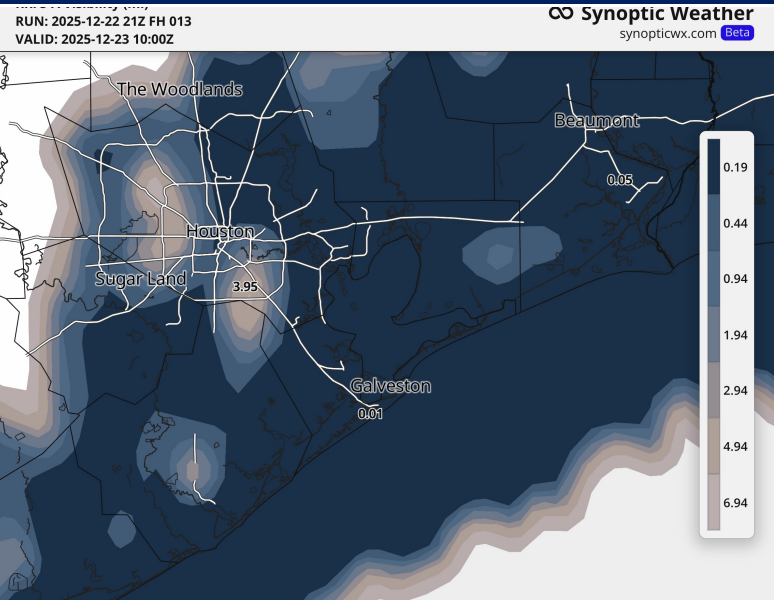 RUN: 2025-12-22 21Z FH 013
VALID: 2025-12-23 10:00Z
Synoptic Weather
synopticwx.com Beta
The Woodlands
Beaumont
0.05
Houston
Sugar Land
3.95
Galveston
0.01
0.19
0.44
0.94
1.94
2.94
4.94
6.94